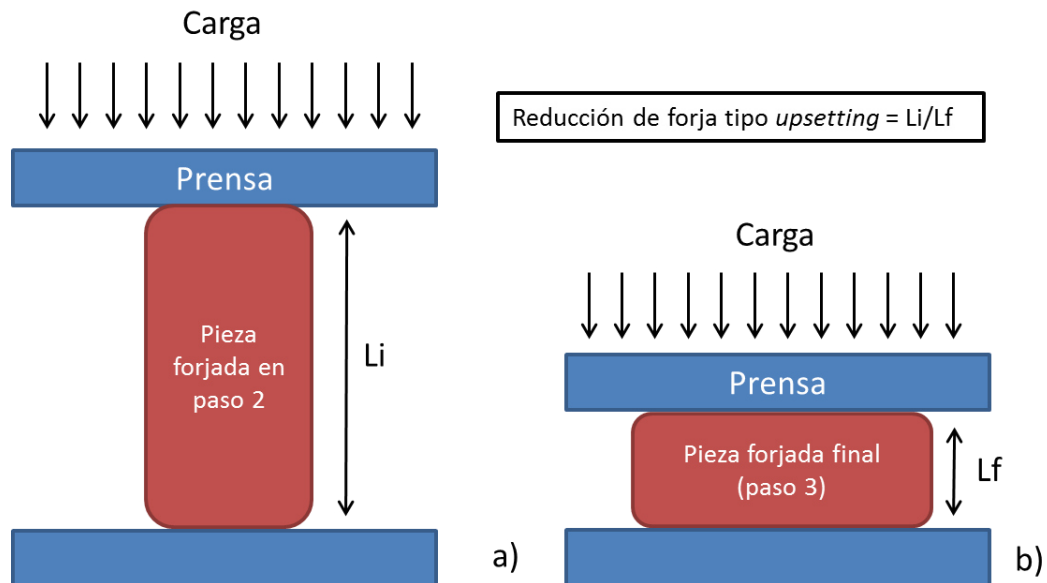 Carga
Prensa
Pieza
forjada en
paso 2
Li
a)
Reducción de forja tipo upsetting = Li/Lf
Carga
Prensa
Pieza forjada final
(paso 3)
Lf
b)